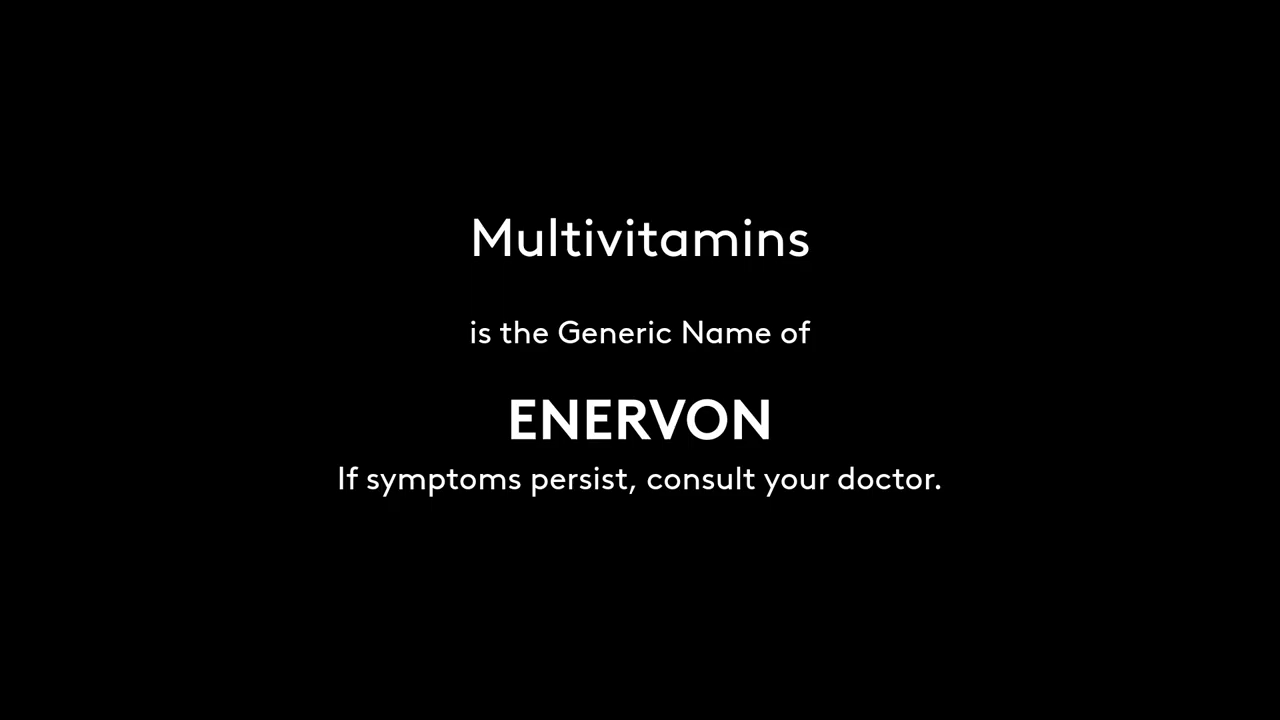 Multivitamins
is the Generic Name of
ENERVON
If symptoms persist, consult your doctor.